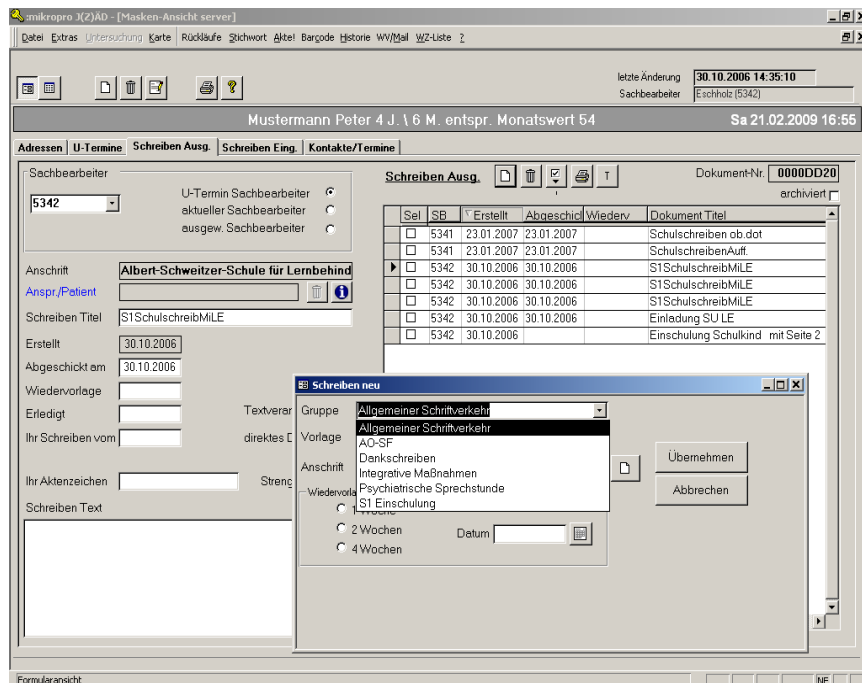 :mikropro J(Z)ÄD - [Masken-Ansicht server]
Datei Extras Untersuchung Karte Rückläufe Stichwort Akte! Barcode Historie WV/Mail WZ-Liste ?
letzte Änderung 30.10.2006 14:35:10
Sachbearbeiter Eschholz (5342)
Mustermann Peter 4 J. \ 6 M. entspr. Monatswert 54 Sa 21.02.2009 16:55
Adressen U-Termine Schreiben Ausg. Schreiben Eing. Kontakte/Termine
Sachbearbeiter
5342
U-Termin Sachbearbeiter
aktueller Sachbearbeiter
ausgew. Sachbearbeiter
Schreiben Ausg. T Dokument-Nr. 0000DD20
archiviert
Sel SB Erstellt Abgeschicl Wiederv Dokument Titel
5341 23.01.2007 23.01.2007 Schulschreiben ob.dot
5341 23.01.2007 23.01.2007 SchulschreibenAuff.
5342 30.10.2006 30.10.2006 S1SchulschreibMiLE
5342 30.10.2006 30.10.2006 S1SchulschreibMiLE
5342 30.10.2006 30.10.2006 S1SchulschreibMiLE
5342 30.10.2006 30.10.2006 Einladung SU LE
5342 30.10.2006 Einschulung Schulkind mit Seite 2
Anschrift Albert-Schweitzer-Schule für Lernbehind
Anspr./Patient
Schreiben Titel S1SchulschreibMiLE
Erstellt 30.10.2006
Abgeschickt am 30.10.2006
Wiedervorlage
Erledigt Textverar
Ihr Schreiben vom direktes D
Ihr Aktenzeichen Streng
Schreiben Text
Schreiben neu
Gruppe Allgemeiner Schriftverkehr
Allgemeiner Schriftverkehr
Vorlage AO-SF
Dankschreiben
Anschrift Integrative Maßnahmen
Psychiatrische Sprechstunde
S1 Einschulung
Wiedervorla
1 Woche
2 Wochen
4 Wochen
Datum
Übernehmen
Abbrechen
Formularansicht NF